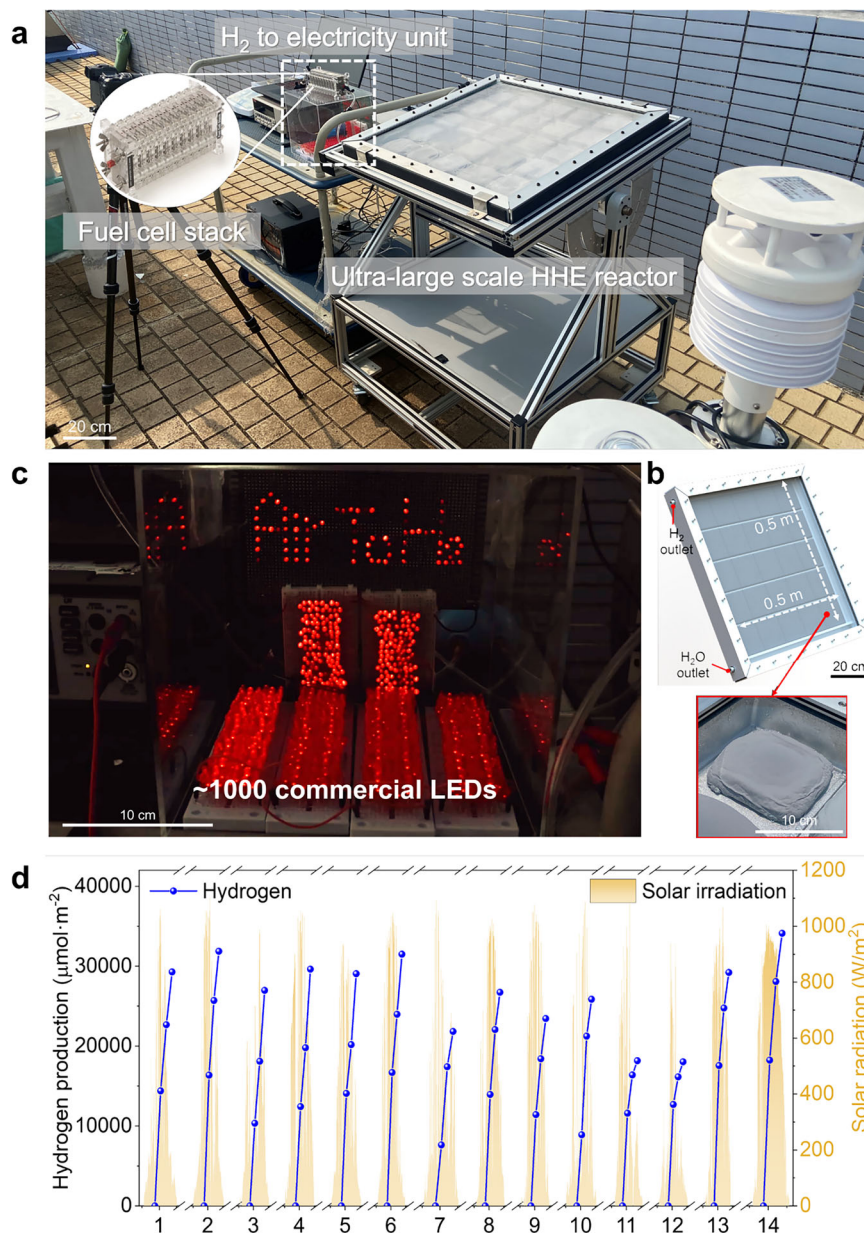 a
H₂ to electricity unit
Fuel cell stack
Ultra-large scale HHE reactor
20 cm
c
Air To H₂
~1000 commercial LEDs
10 cm
b
0.5 m
0.5 m
H₂
outlet
H₂O
outlet
20 cm
10 cm
d
Hydrogen
Solar irradiation
Hydrogen production (μmol·m⁻²)
40000
30000
20000
10000
0
Solar radiation (W/m²)
1200
1000
800
600
400
200
0
1 2 3 4 5 6 7 8 9 10 11 12 13 14